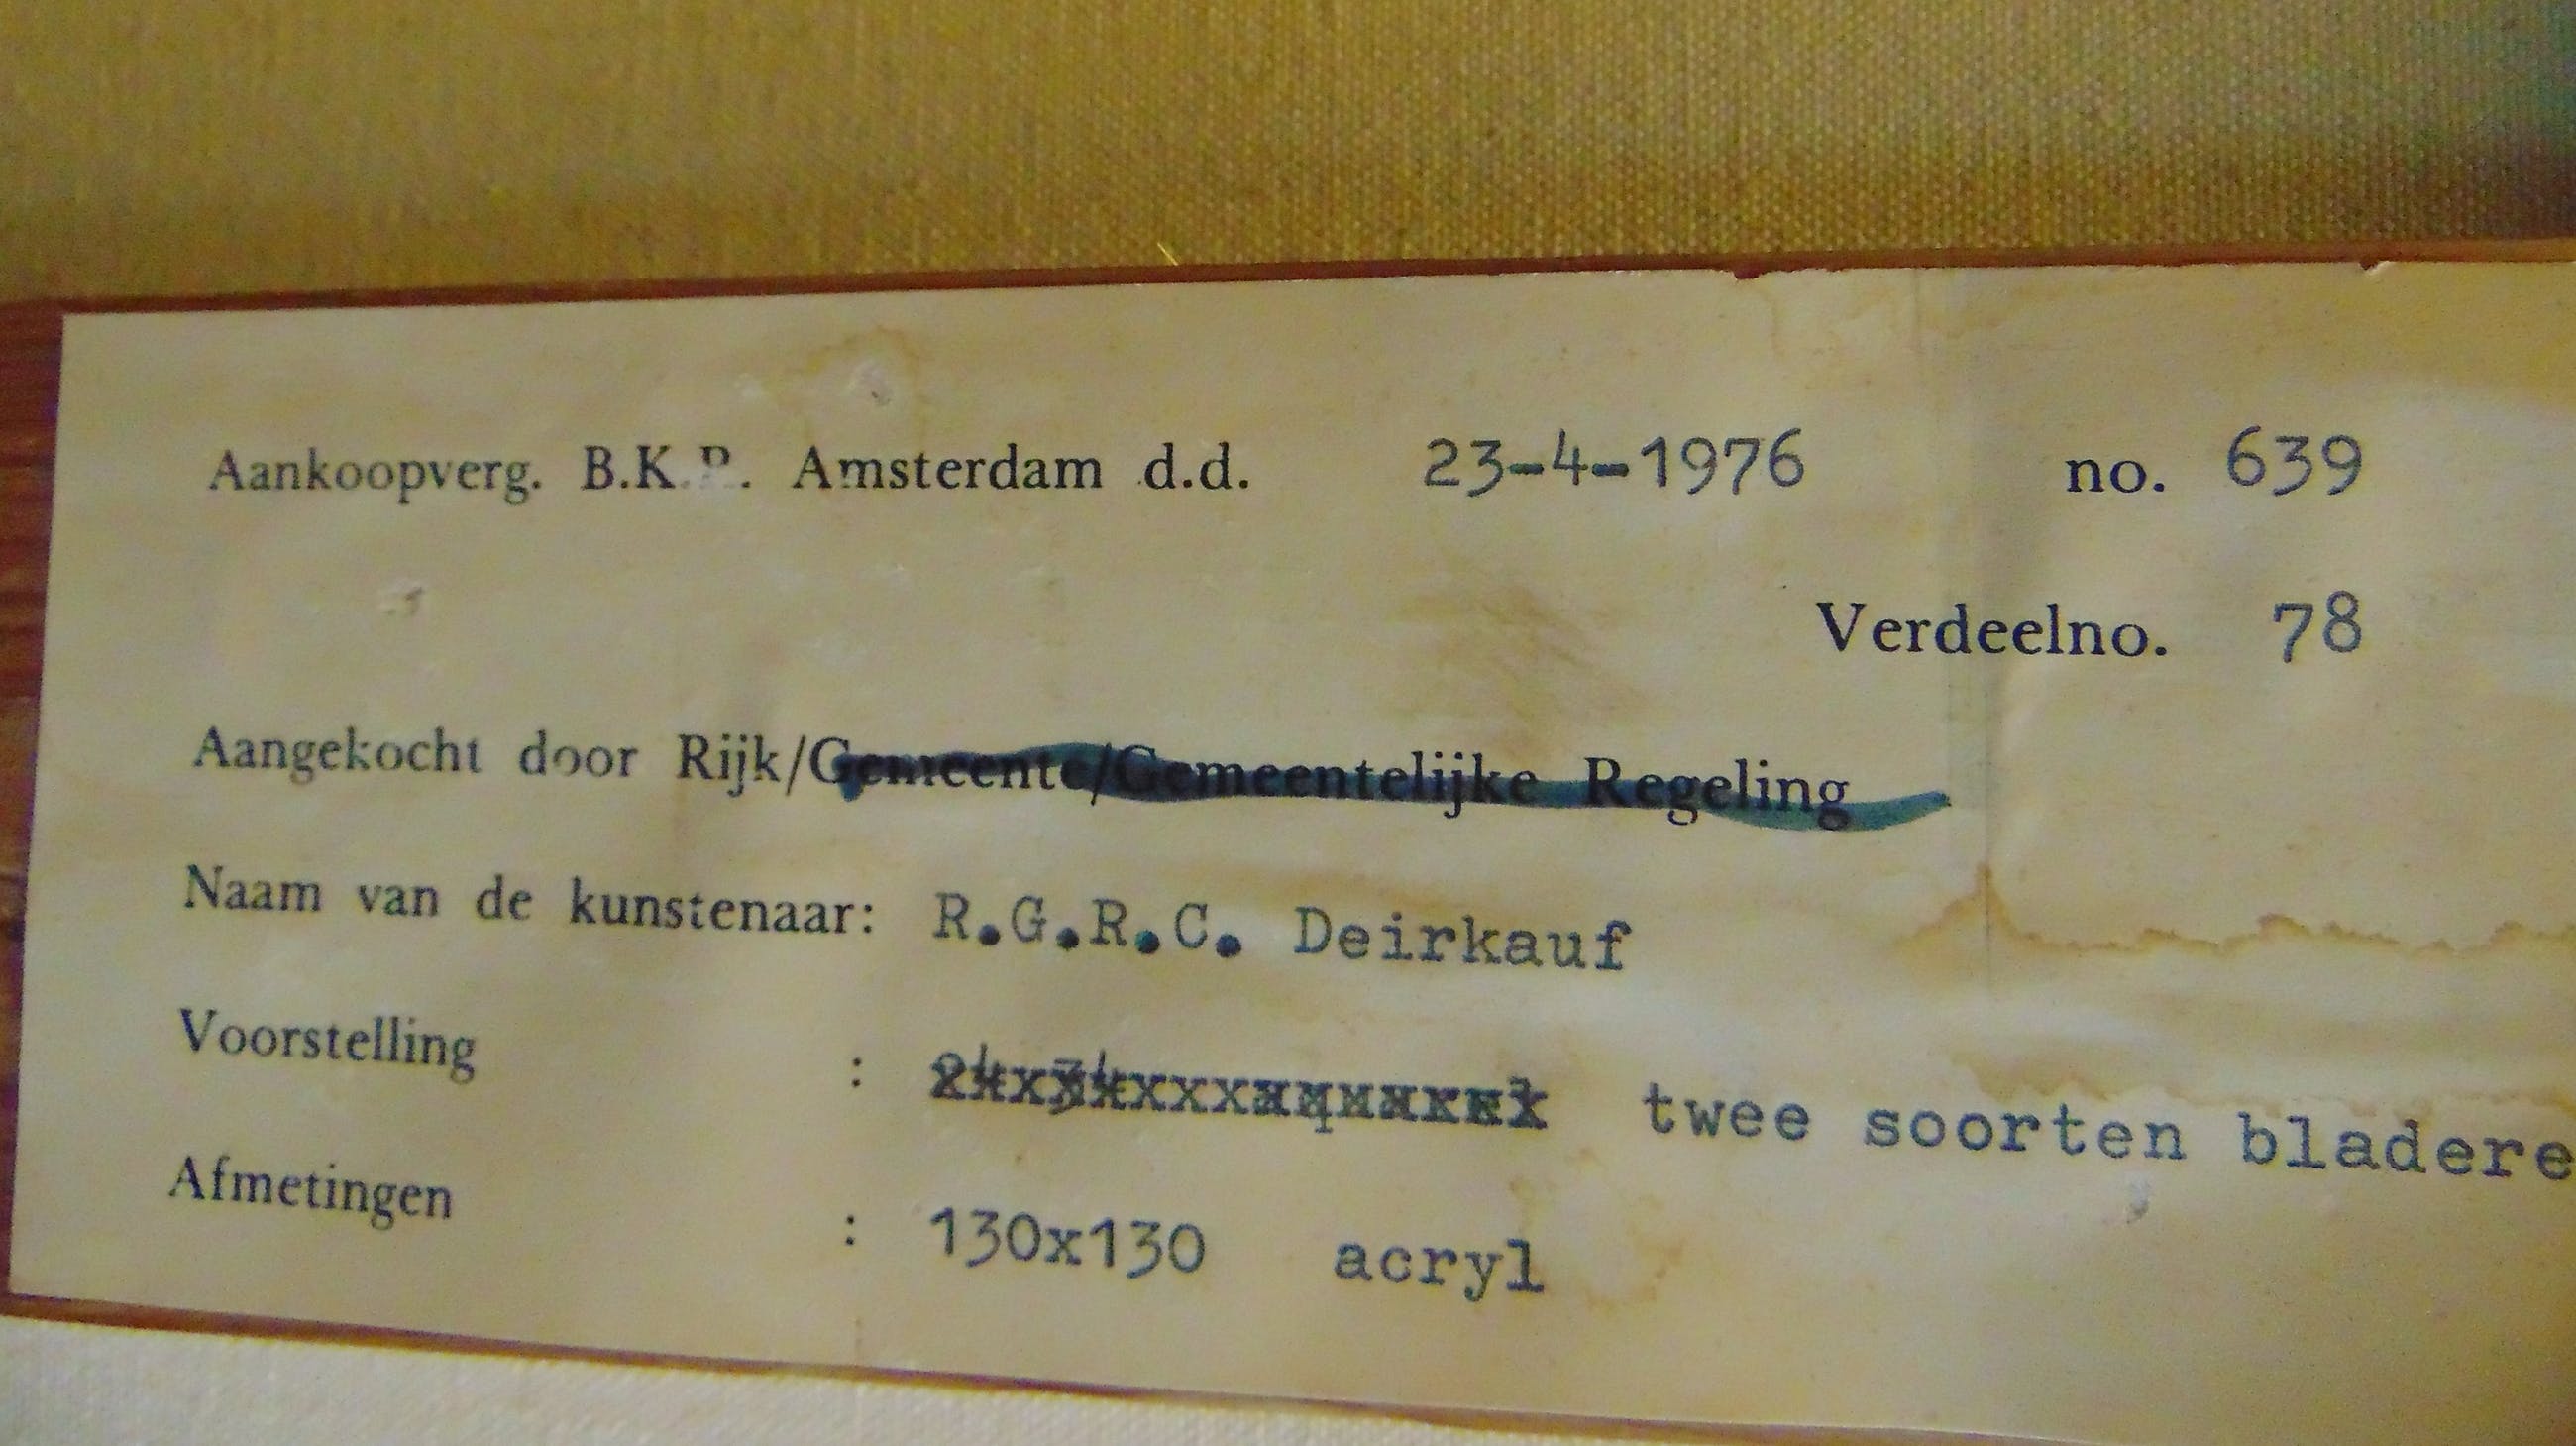 Aankoopverg. B.K.R. Amsterdam d.d. 23-4-1976 no. 639
Verdeelno. 78
Aangekocht door Rijk/Gemeente/Gemeentelijke Regeling
Naam van de kunstenaar: R.G.R.C. Deirkauf
Voorstelling : twee soorten bladere
Afmetingen : 130x130 acryl